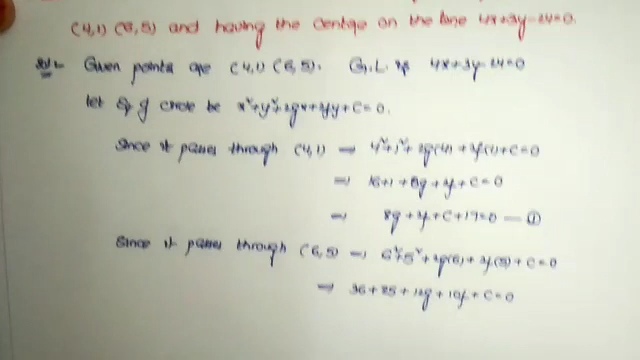 (4,1) (6,5) and having the Centre on the line 4x+3y-24=0.
Sol:- Given points are (4,1) (6,5). G.L. is 4x+3y-24=0
let Eq of circle be x²+y²+2gx+2fy+c=0.
Since it passes through (4,1) ⇒ 4²+1²+2g(4)+2f(1)+c=0
⇒ 16+1+8g+2f+c=0
⇒ 8g+2f+c+17=0 — ①
Since it passes through (6,5) ⇒ 6²+5²+2g(6)+2f(5)+c=0
⇒ 36+25+12g+10f+c=0